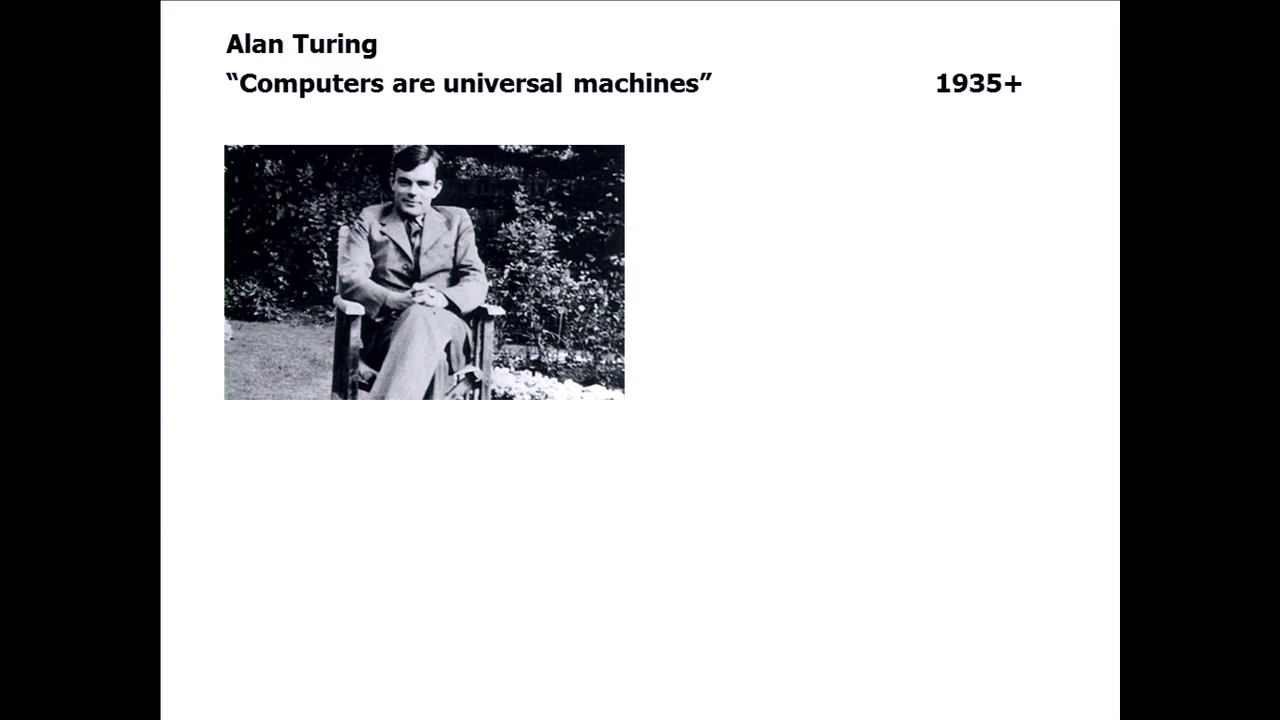 Alan Turing
“Computers are universal machines” 1935+